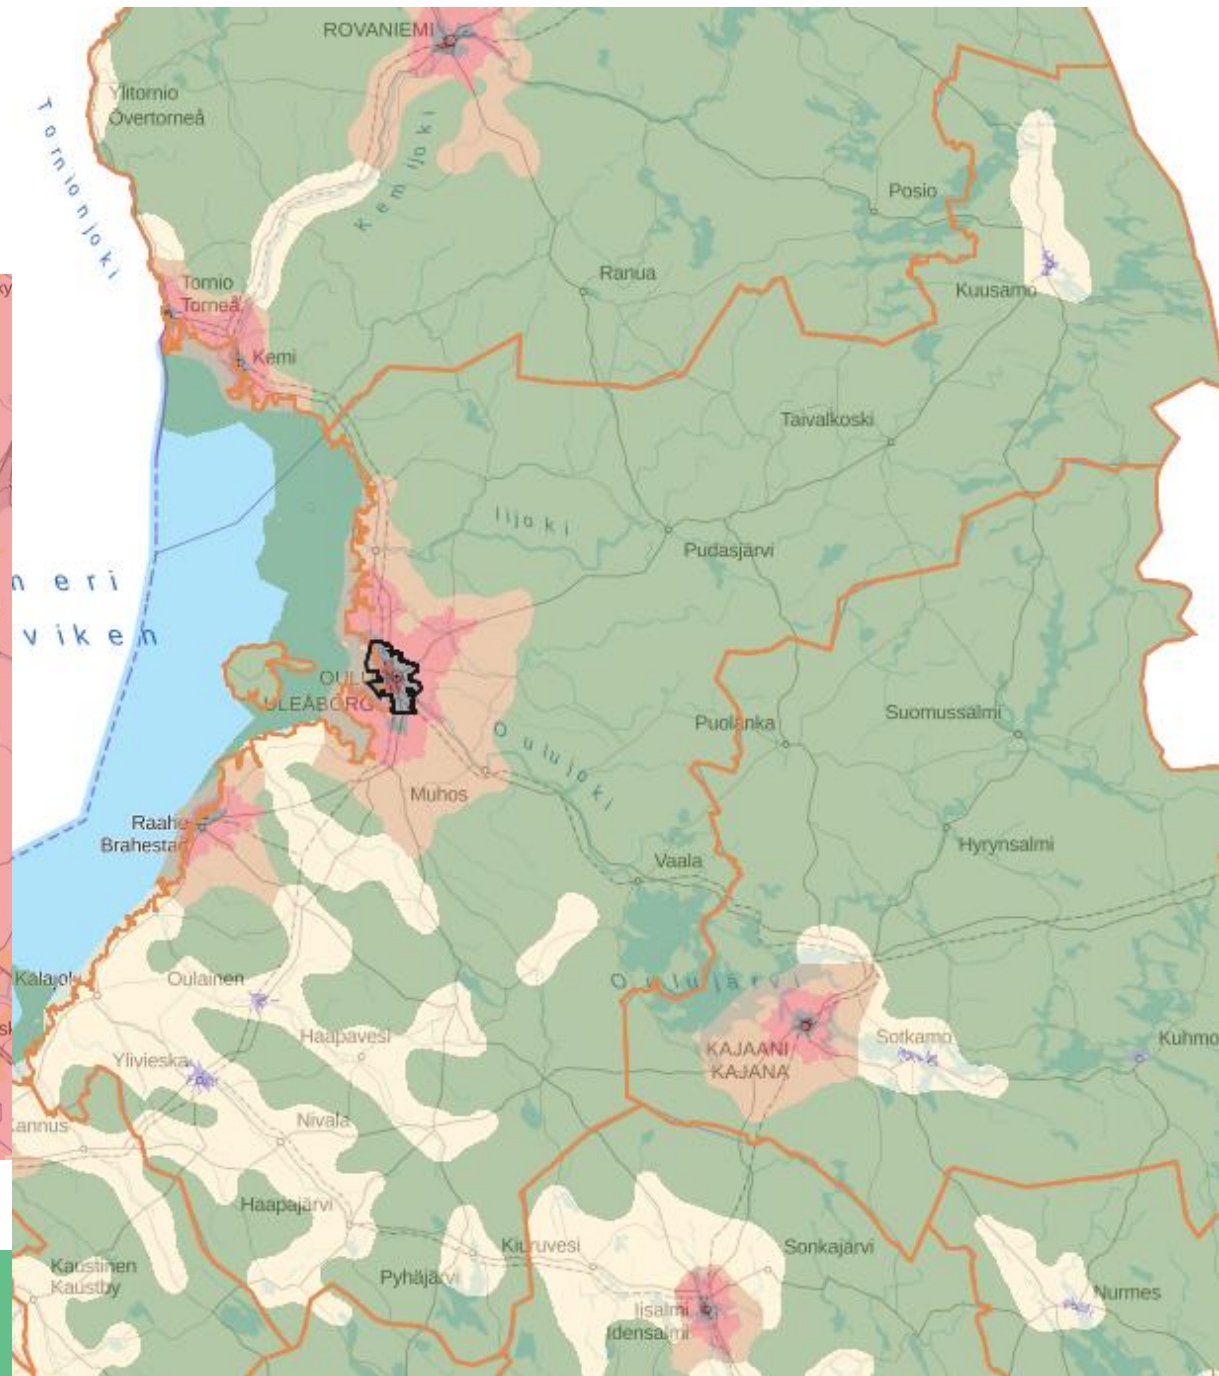 ROVANIEMI
Ylitornio
Övertorneå
Tornionjoki
Kemijoki
Posio
Tornio
Torneå
Ranua
Kuusamo
Kemi
Taivalkoski
Iijoki
Pudasjärvi
OULU
ULEÅBORG
Oulujoki
Puolanka
Suomussalmi
Muhos
Raahe
Brahestad
Hyrynsalmi
Vaala
Kalajoki
Oulainen
Oulujärvi
Haapavesi
KAJAANI
KAJANA
Sotkamo
Kuhmo
Ylivieska
Nivala
annus
Haapajärvi
Kiuruvesi
Sonkajärvi
Kaustinen
Kaustby
Pyhäjärvi
Iisalmi
Idensalmi
Nurmes